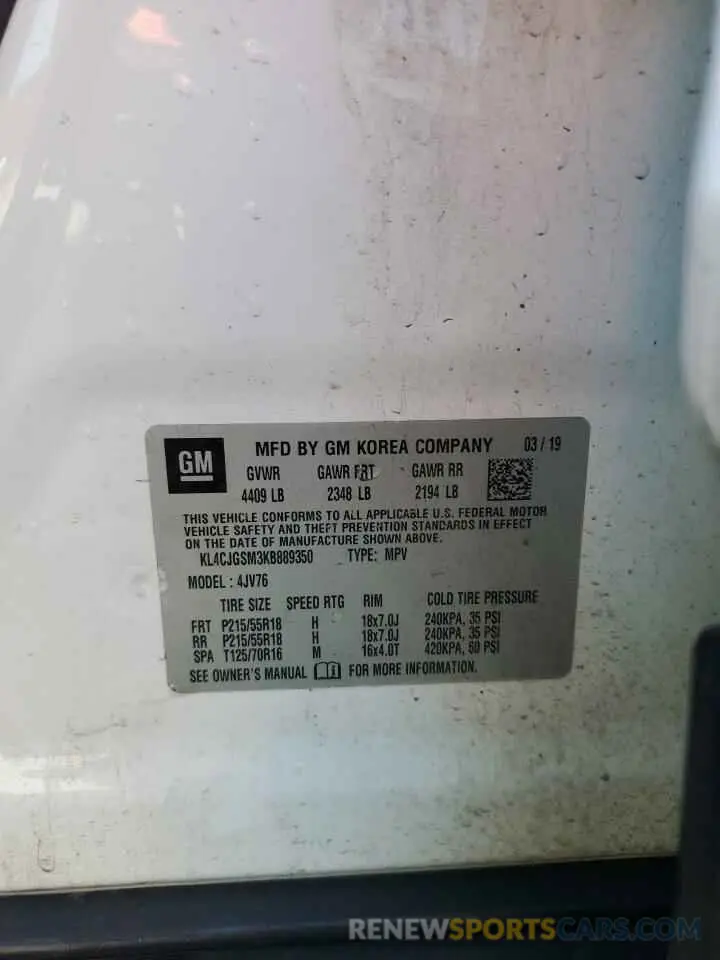 GM
MFD BY GM KOREA COMPANY 03 / 19
GVWR GAWR FRT GAWR RR
4409 LB 2348 LB 2194 LB
THIS VEHICLE CONFORMS TO ALL APPLICABLE U.S. FEDERAL MOTOR
VEHICLE SAFETY AND THEFT PREVENTION STANDARDS IN EFFECT
ON THE DATE OF MANUFACTURE SHOWN ABOVE.
KL4CJGSM3KB889350 TYPE: MPV
MODEL : 4JV76
TIRE SIZE SPEED RTG RIM COLD TIRE PRESSURE
FRT P215/55R18 H 18x7.0J 240KPA, 35 PSI
RR P215/55R18 H 18x7.0J 240KPA, 35 PSI
SPA T125/70R16 M 16x4.0T 420KPA, 60 PSI
SEE OWNER'S MANUAL FOR MORE INFORMATION.
RENEWSPORTSCARS.COM